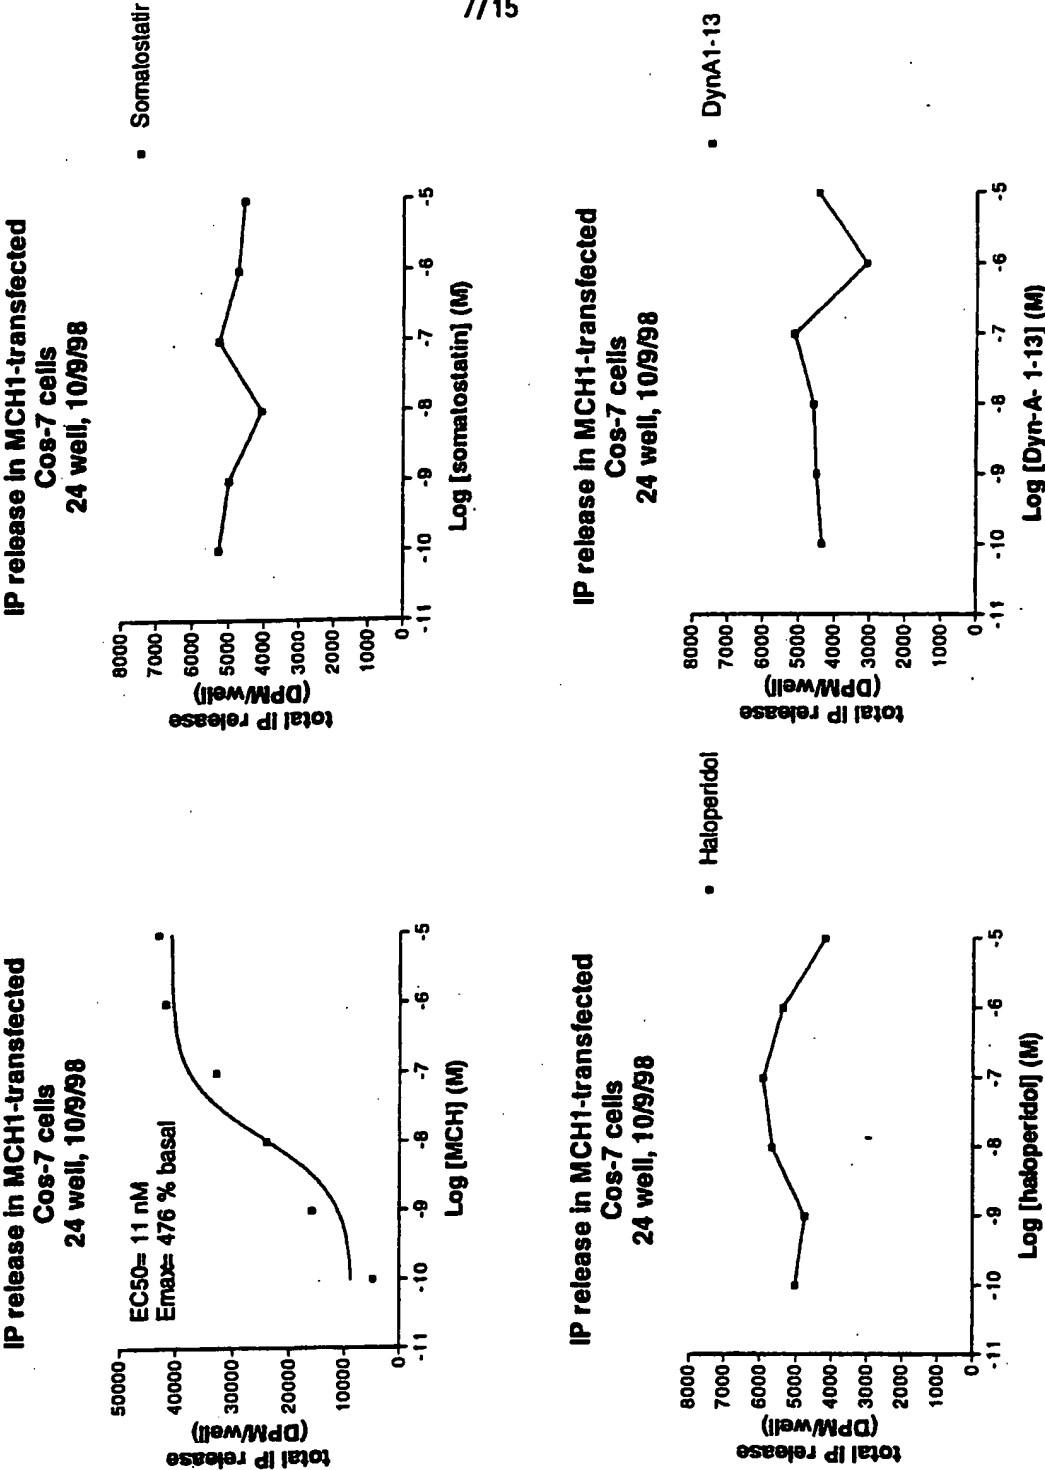 7/15
IP release in MCH1-transfected
Cos-7 cells
24 well, 10/9/98
EC50= 11 nM
Emax= 476 % basal
total IP release
(DPM/well)
50000
40000
30000
20000
10000
0
-11
-10
-9
-8
-7
-6
-5
Log [MCH] (M)
IP release in MCH1-transfected
Cos-7 cells
24 well, 10/9/98
Somatostatin
total IP release
(DPM/well)
8000
7000
6000
5000
4000
3000
2000
1000
0
-11
-10
-9
-8
-7
-6
-5
Log [somatostatin] (M)
IP release in MCH1-transfected
Cos-7 cells
24 well, 10/9/98
Haloperidol
total IP release
(DPM/well)
8000
7000
6000
5000
4000
3000
2000
1000
0
-11
-10
-9
-8
-7
-6
-5
Log [haloperidol] (M)
IP release in MCH1-transfected
Cos-7 cells
24 well, 10/9/98
DynA1-13
total IP release
(DPM/well)
8000
7000
6000
5000
4000
3000
2000
1000
0
-11
-10
-9
-8
-7
-6
-5
Log [Dyn-A- 1-13] (M)